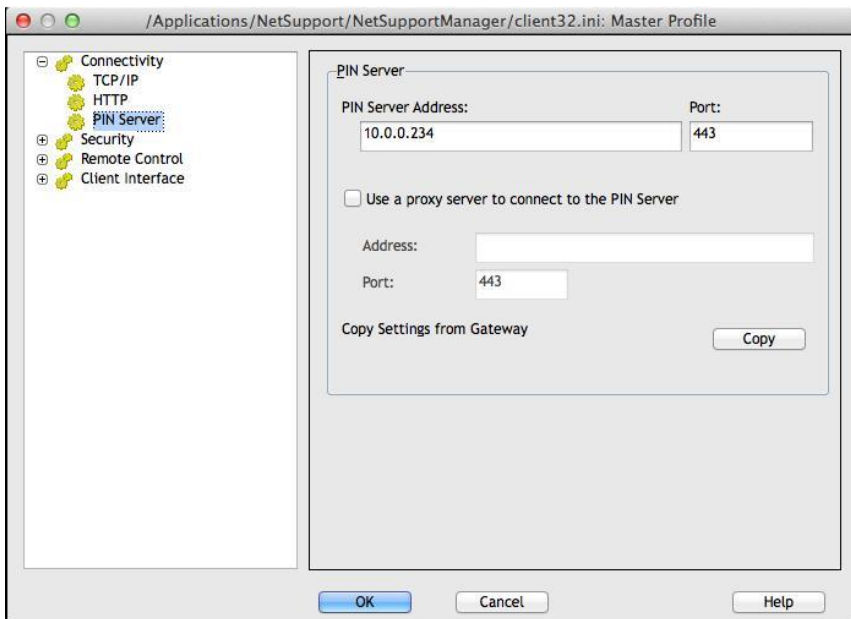 /Applications/NetSupport/NetSupportManager/client32.ini: Master Profile
Connectivity
TCP/IP
HTTP
PIN Server
Security
Remote Control
Client Interface
PIN Server
PIN Server Address: Port:
10.0.0.234 443
Use a proxy server to connect to the PIN Server
Address:
Port: 443
Copy Settings from Gateway Copy
OK Cancel Help